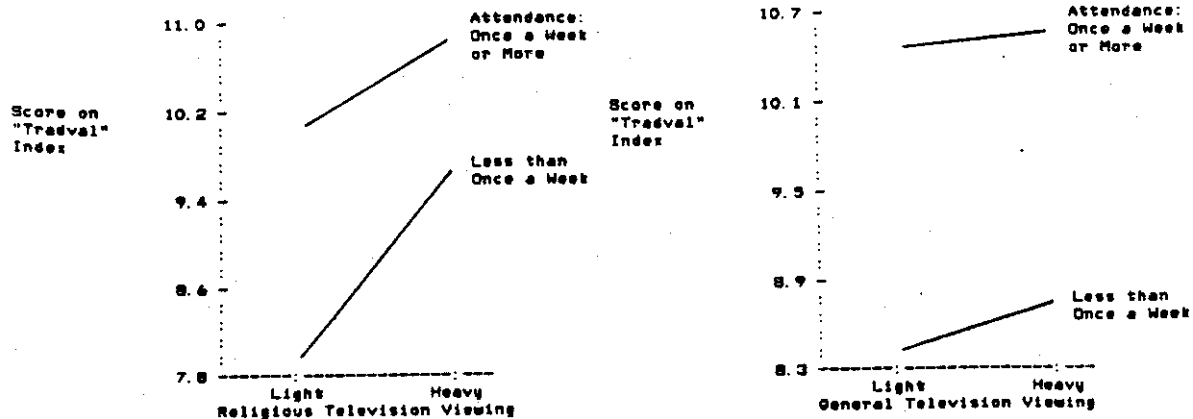 11.0
10.2
9.4
8.6
7.8
Score on
"Tradval"
Index
Attendance:
Once a Week
or More
Less than
Once a Week
Light Heavy
Religious Television Viewing
10.7
10.1
9.5
8.9
8.3
Score on
"Tradval"
Index
Attendance:
Once a Week
or More
Less than
Once a Week
Light Heavy
General Television Viewing